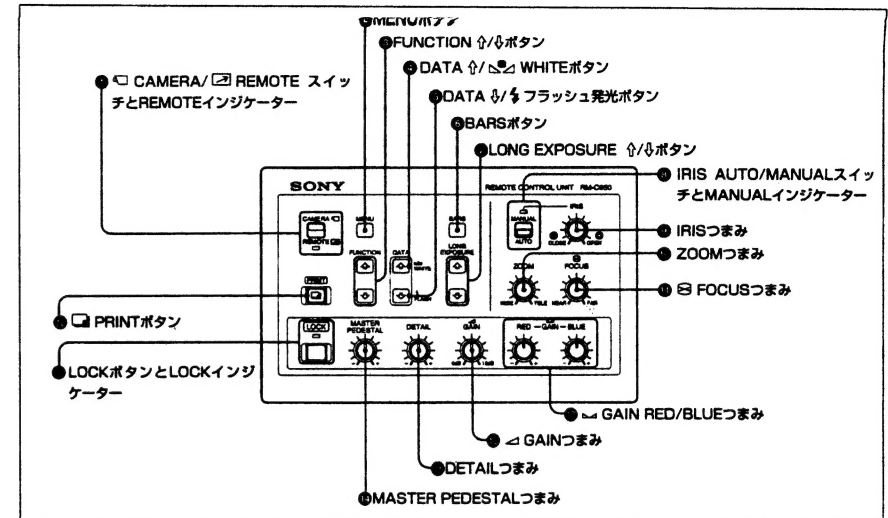 MENUボタン
FUNCTION ⇧/⇩ボタン
DATA ⇧/ WHITEボタン
DATA ⇩/ フラッシュ発光ボタン
BARSボタン
LONG EXPOSURE ⇧/⇩ボタン
CAMERA/ REMOTE スイッ
チとREMOTEインジケーター
IRIS AUTO/MANUALスイッ
チとMANUALインジケーター
IRISつまみ
ZOOMつまみ
FOCUSつまみ
PRINTボタン
LOCKボタンとLOCKインジ
ケーター
SONY
REMOTE CONTROL UNIT
CAMERA
REMOTE
MENU
BARS
IRIS
MANUAL
AUTO
CLOSE
OPEN
FUNCTION
DATA
WHITE
FLASH
LONG
EXPOSURE
ZOOM
FOCUS
WIDE
TELE
NEAR
FAR
PRINT
LOCK
MASTER
PEDESTAL
DETAIL
GAIN
RED
GAIN
BLUE
GAIN RED/BLUEつまみ
GAINつまみ
DETAILつまみ
MASTER PEDESTALつまみ